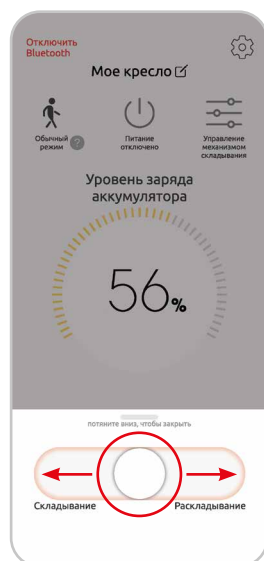 Отключить
Bluetooth
Мое кресло
Обычный
режим ?
Питание
отключено
Управление
механизмом
складывания
Уровень заряда
аккумулятора
56%
потяните вниз, чтобы закрыть
Складывание
Раскладывание